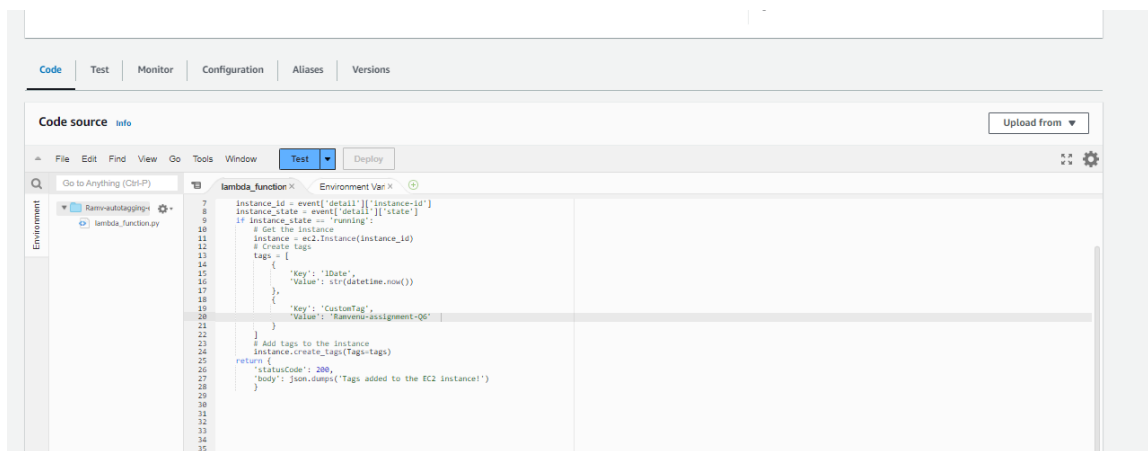 Code Test Monitor Configuration Aliases Versions
Code source Info
Upload from
File Edit Find View Go Tools Window Test Deploy
Go to Anything (Ctrl-P)
lambda_function × Environment Var ×
Environment
Ramv-autotagging-
lambda_function.py
7 instance_id = event['detail']['instance-id']
8 instance_state = event['detail']['state']
9 if instance_state == 'running':
10 # Get the instance
11 instance = ec2.Instance(instance_id)
12 # Create tags
13 tags = [
14 {
15 'Key': 'lDate',
16 'Value': str(datetime.now())
17 },
18 {
19 'Key': 'CustomTag',
20 'Value': 'Ramvenu-assignment-Q6'
21 }
22 ]
23 # Add tags to the instance
24 instance.create_tags(Tags=tags)
25 return {
26 'statusCode': 200,
27 'body': json.dumps('Tags added to the EC2 instance!')
28 }
29
30
31
32
33
34
35